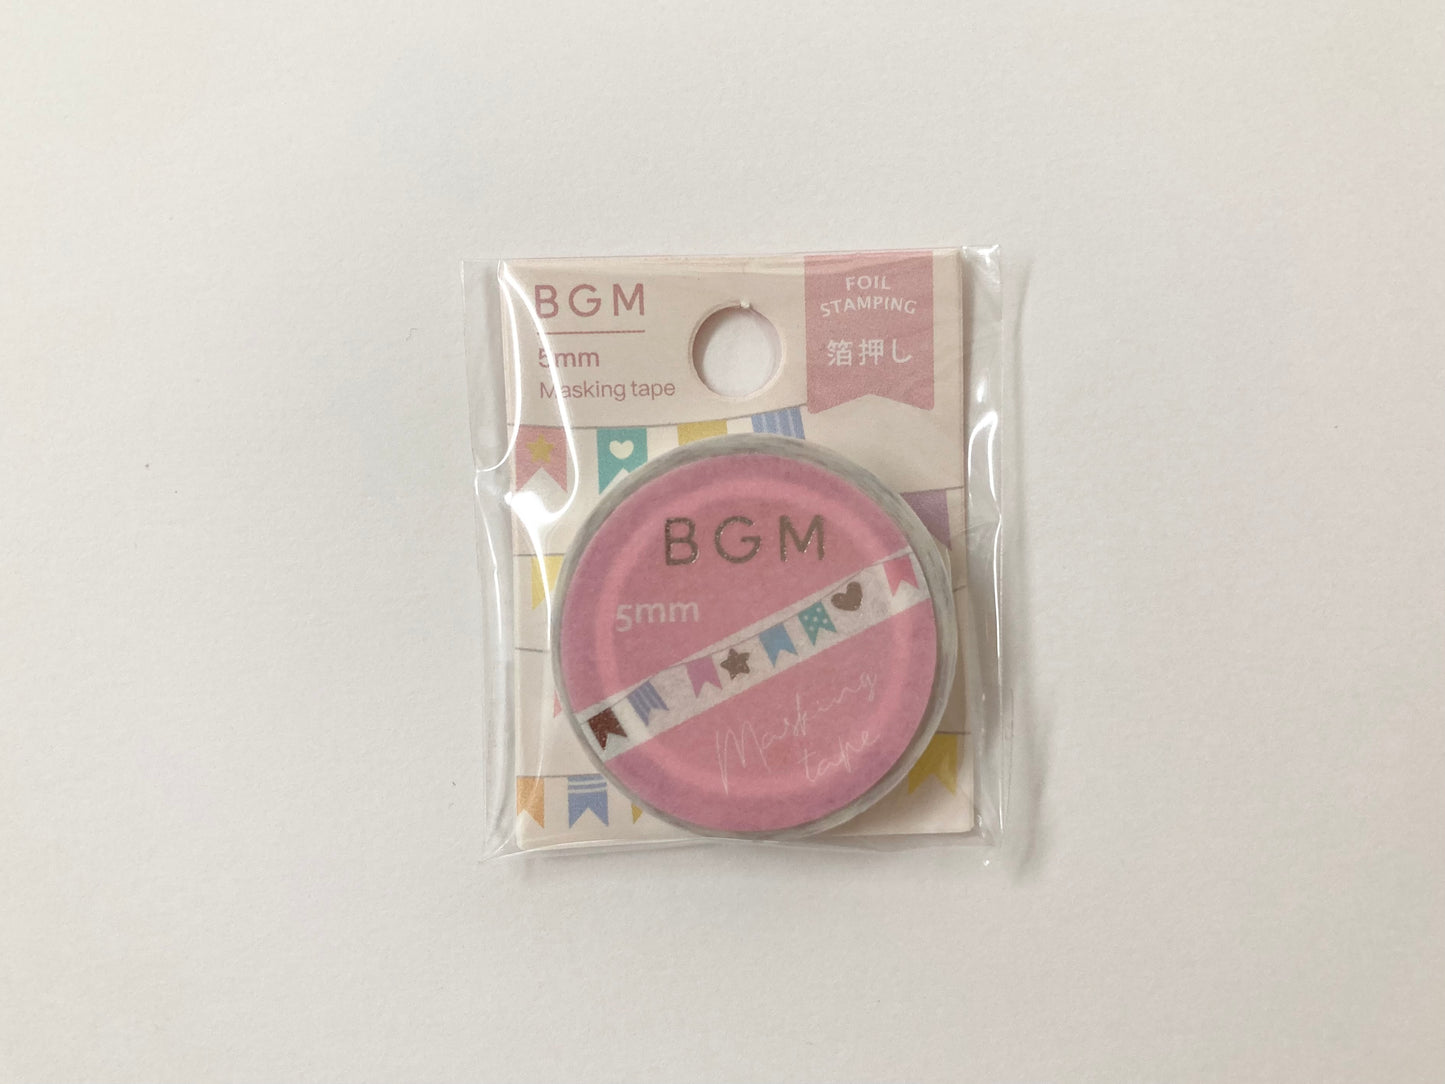 BGM
5mm
Masking tape
FOIL
STAMPING
箔押し
BGM
5mm
Masking
tape